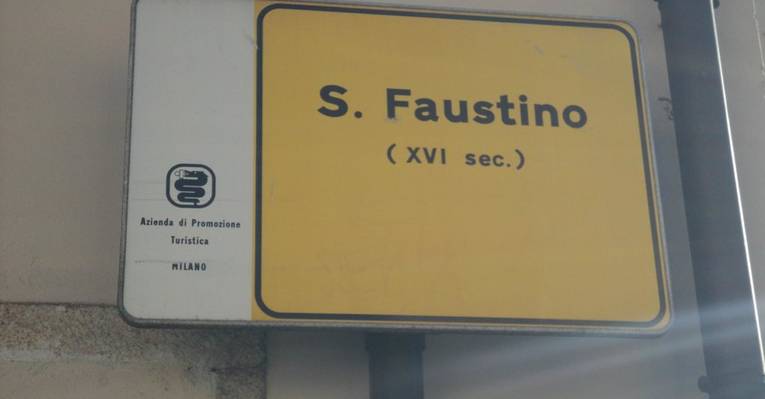 S. Faustino
( XVI sec.)
Azienda di Promozione
Turistica
MILANO